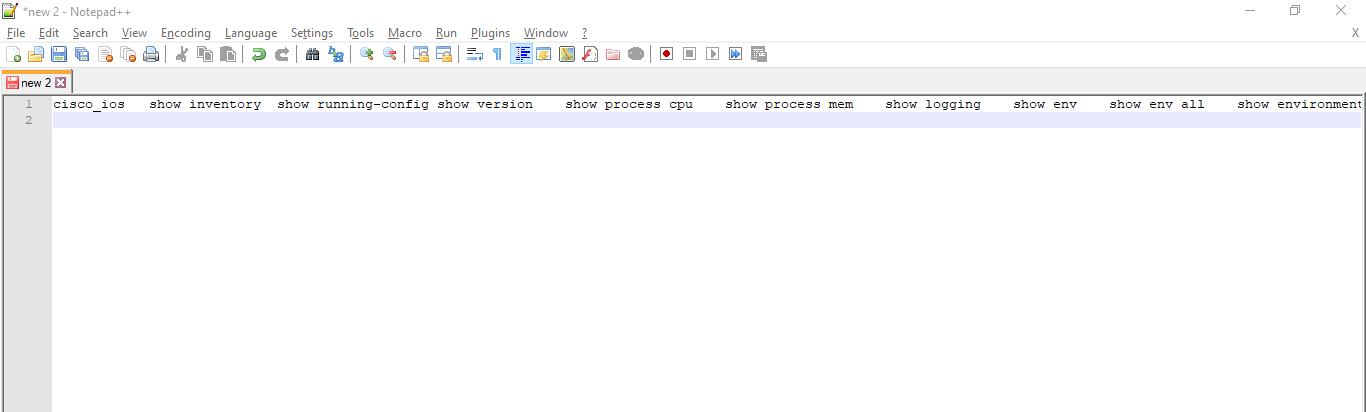 *new 2 - Notepad++
File Edit Search View Encoding Language Settings Tools Macro Run Plugins Window ? X
new 2
1 cisco_ios show inventory show running-config show version show process cpu show process mem show logging show env show env all show environment
2